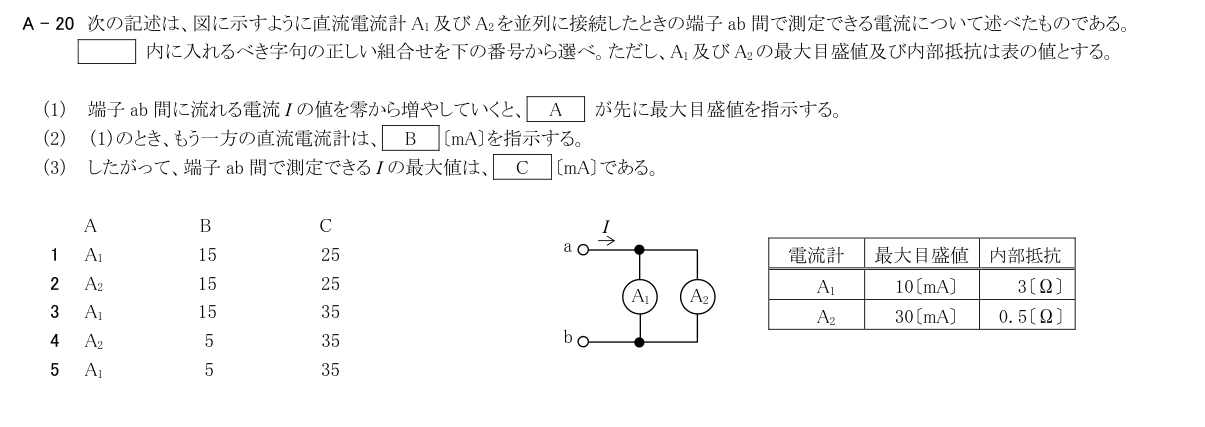 A－20 次の記述は、図に示すように直流電流計 A₁ 及び A₂ を並列に接続したときの端子 ab 間で測定できる電流について述べたものである。
内に入れるべき字句の正しい組合せを下の番号から選べ。ただし、A₁ 及び A₂ の最大目盛値及び内部抵抗は表の値とする。
(1) 端子 ab 間に流れる電流 I の値を零から増やしていくと、 A が先に最大目盛値を指示する。
(2) (1)のとき、もう一方の直流電流計は、 B 〔mA〕を指示する。
(3) したがって、端子 ab 間で測定できる I の最大値は、 C 〔mA〕である。
A B C
1 A₁ 15 25
2 A₂ 15 25
3 A₁ 15 35
4 A₂ 5 35
5 A₁ 5 35
I
a
A₁ A₂
b
電流計 最大目盛値 内部抵抗
A₁ 10〔mA〕 3〔Ω〕
A₂ 30〔mA〕 0.5〔Ω〕